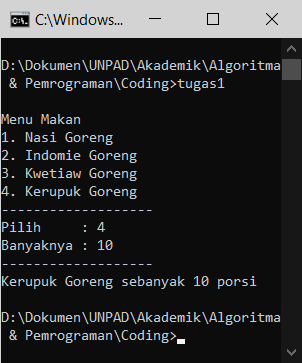 C:\Windows...
D:\Dokumen\UNPAD\Akademik\Algoritma
& Pemrograman\Coding>tugas1
Menu Makan
1. Nasi Goreng
2. Indomie Goreng
3. Kwetiaw Goreng
4. Kerupuk Goreng
-------------------
Pilih     : 4
Banyaknya : 10
-------------------
Kerupuk Goreng sebanyak 10 porsi
D:\Dokumen\UNPAD\Akademik\Algoritma
& Pemrograman\Coding>